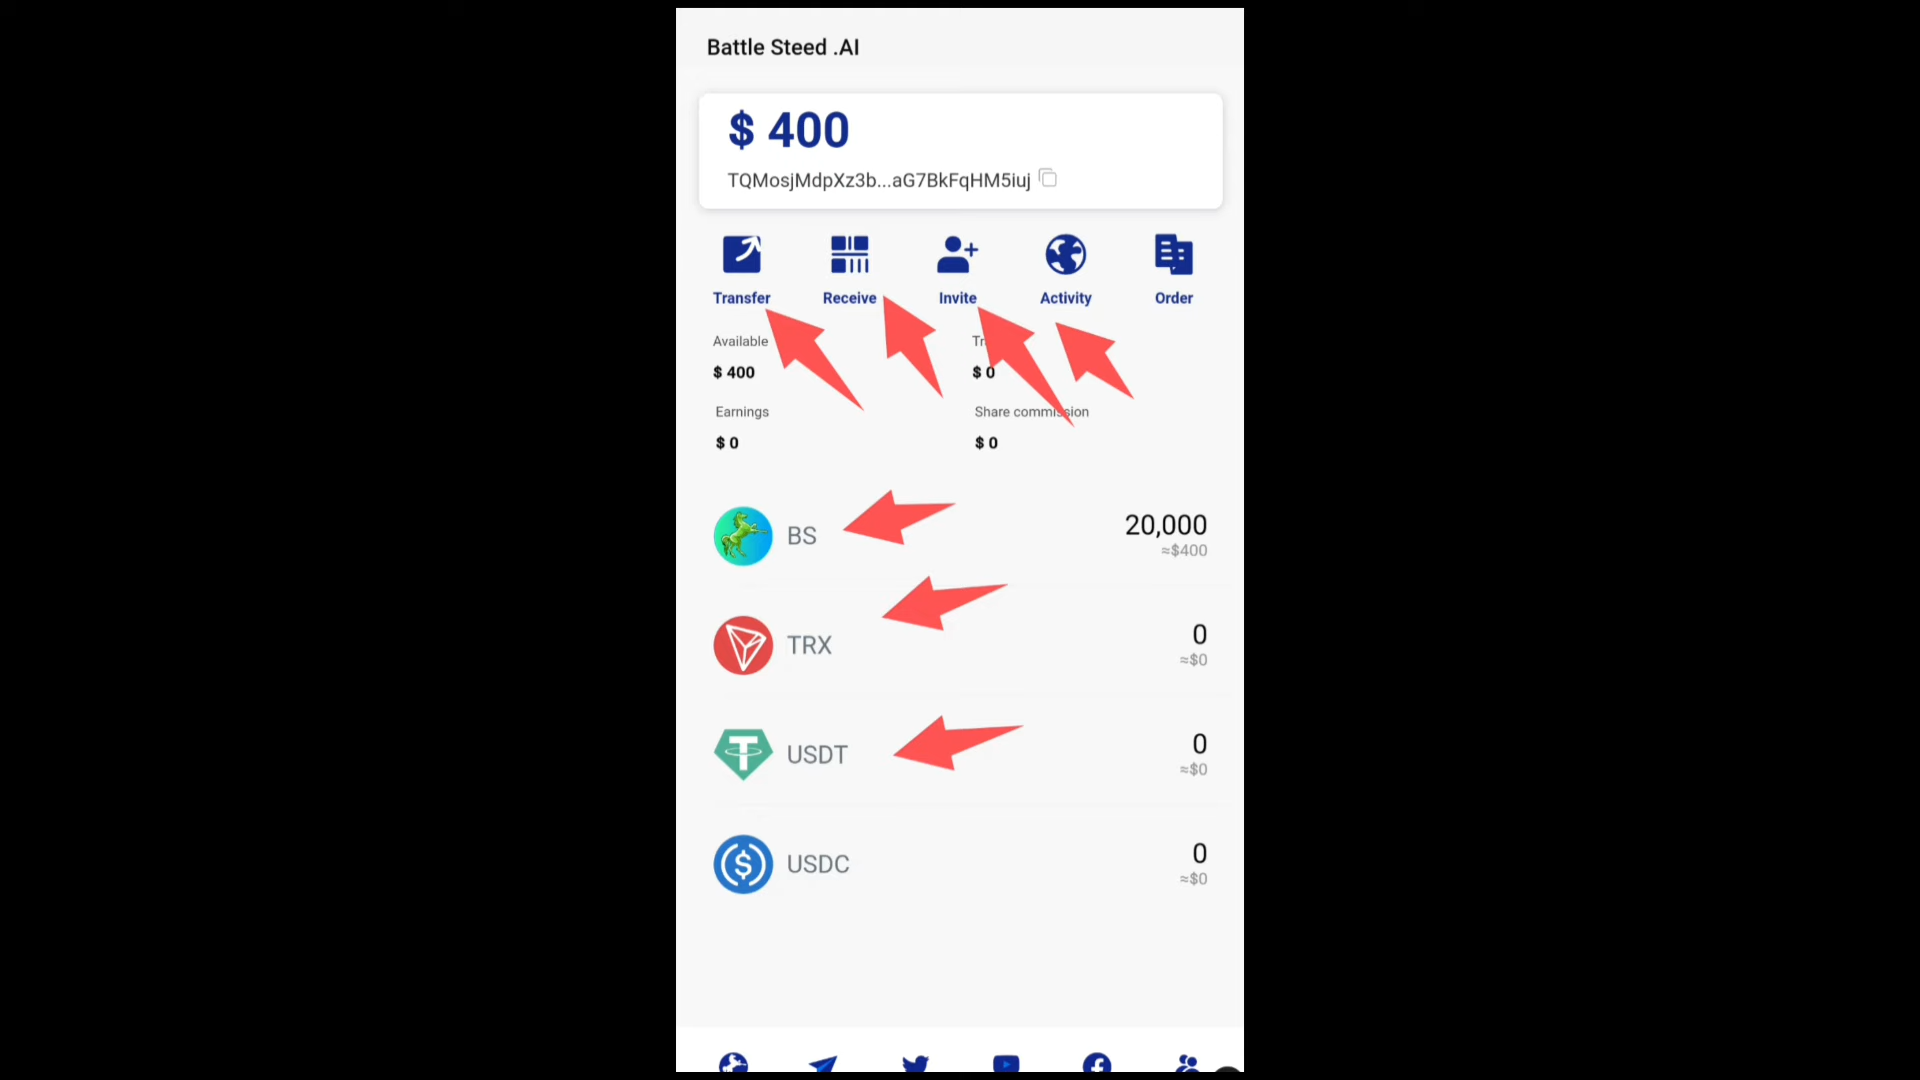 Battle Steed .AI
$ 400
TQMosjMdpXz3b...aG7BkFqHM5iuj
Transfer Receive Invite Activity Order
Available
$ 400 $ 0
Earnings Share commission
$ 0 $ 0
BS 20,000
≈$400
TRX 0
≈$0
USDT 0
≈$0
USDC 0
≈$0